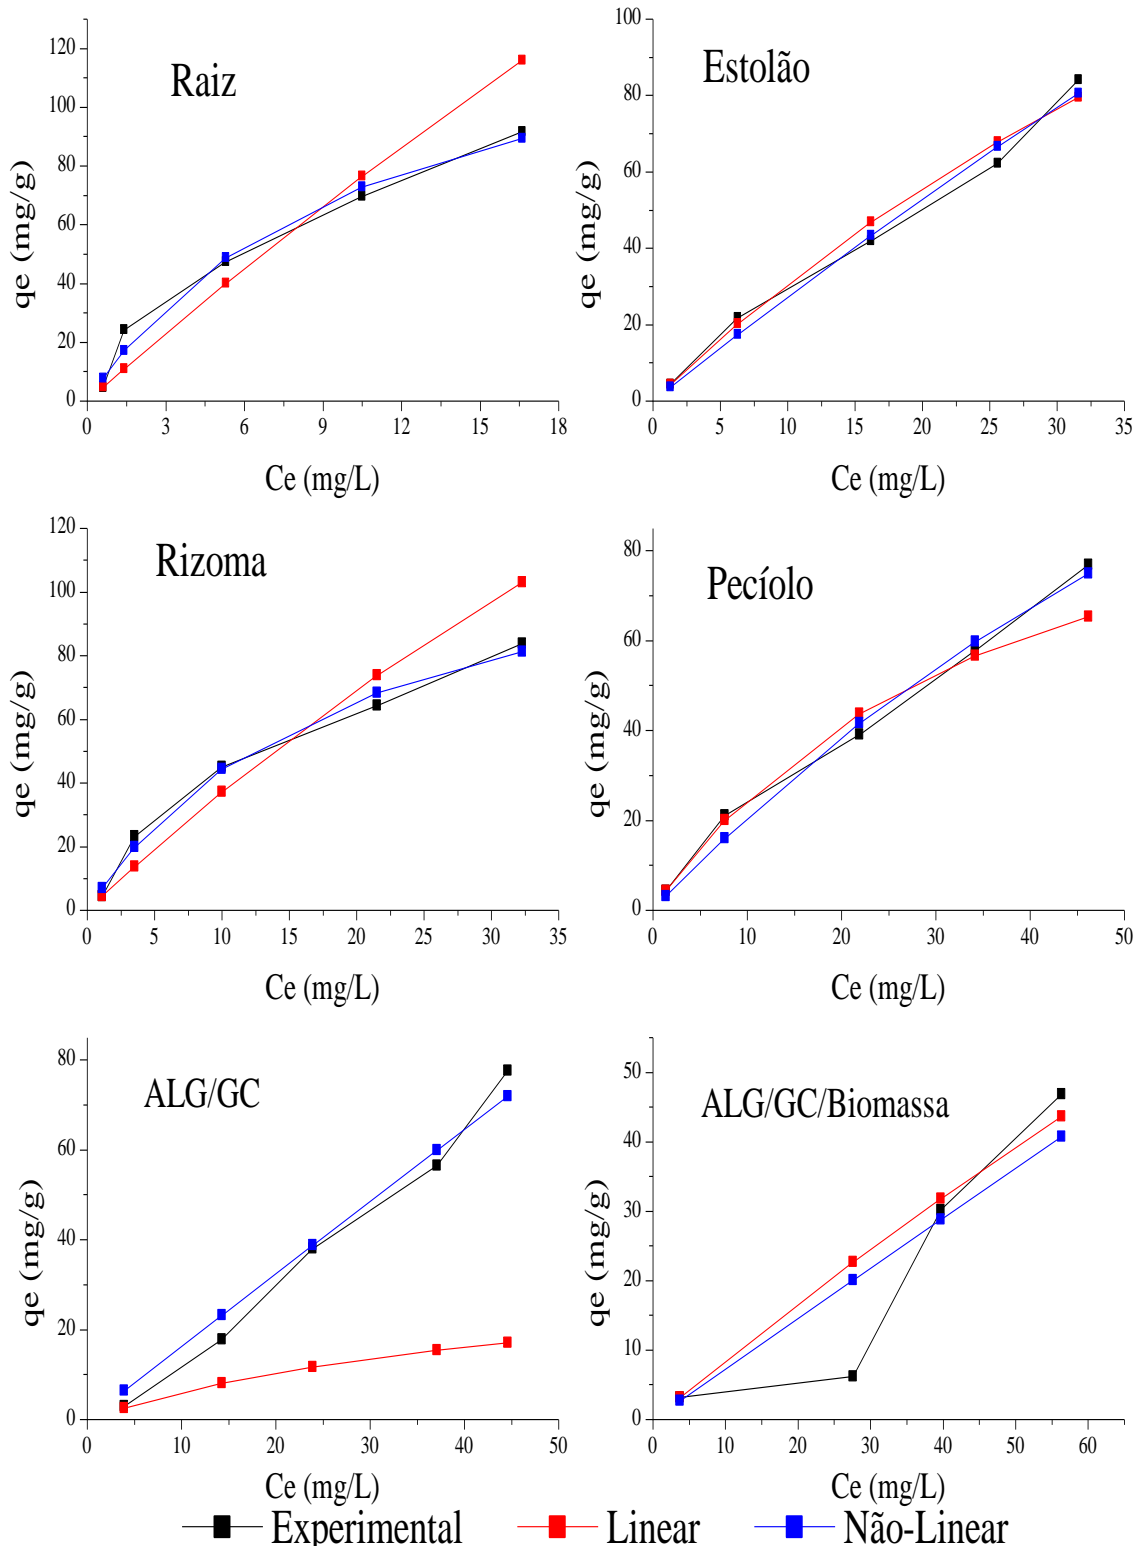 Raiz
qe (mg/g)
120
100
80
60
40
20
0
0 3 6 9 12 15 18
Ce (mg/L)
Estolão
qe (mg/g)
100
80
60
40
20
0
0 5 10 15 20 25 30 35
Ce (mg/L)
Rizoma
qe (mg/g)
120
100
80
60
40
20
0
0 5 10 15 20 25 30 35
Ce (mg/L)
Pecíolo
qe (mg/g)
80
60
40
20
0
0 10 20 30 40 50
Ce (mg/L)
ALG/GC
qe (mg/g)
80
60
40
20
0
0 10 20 30 40 50
Ce (mg/L)
ALG/GC/Biomassa
qe (mg/g)
50
40
30
20
10
0
0 10 20 30 40 50 60
Ce (mg/L)
Experimental Linear Não-Linear